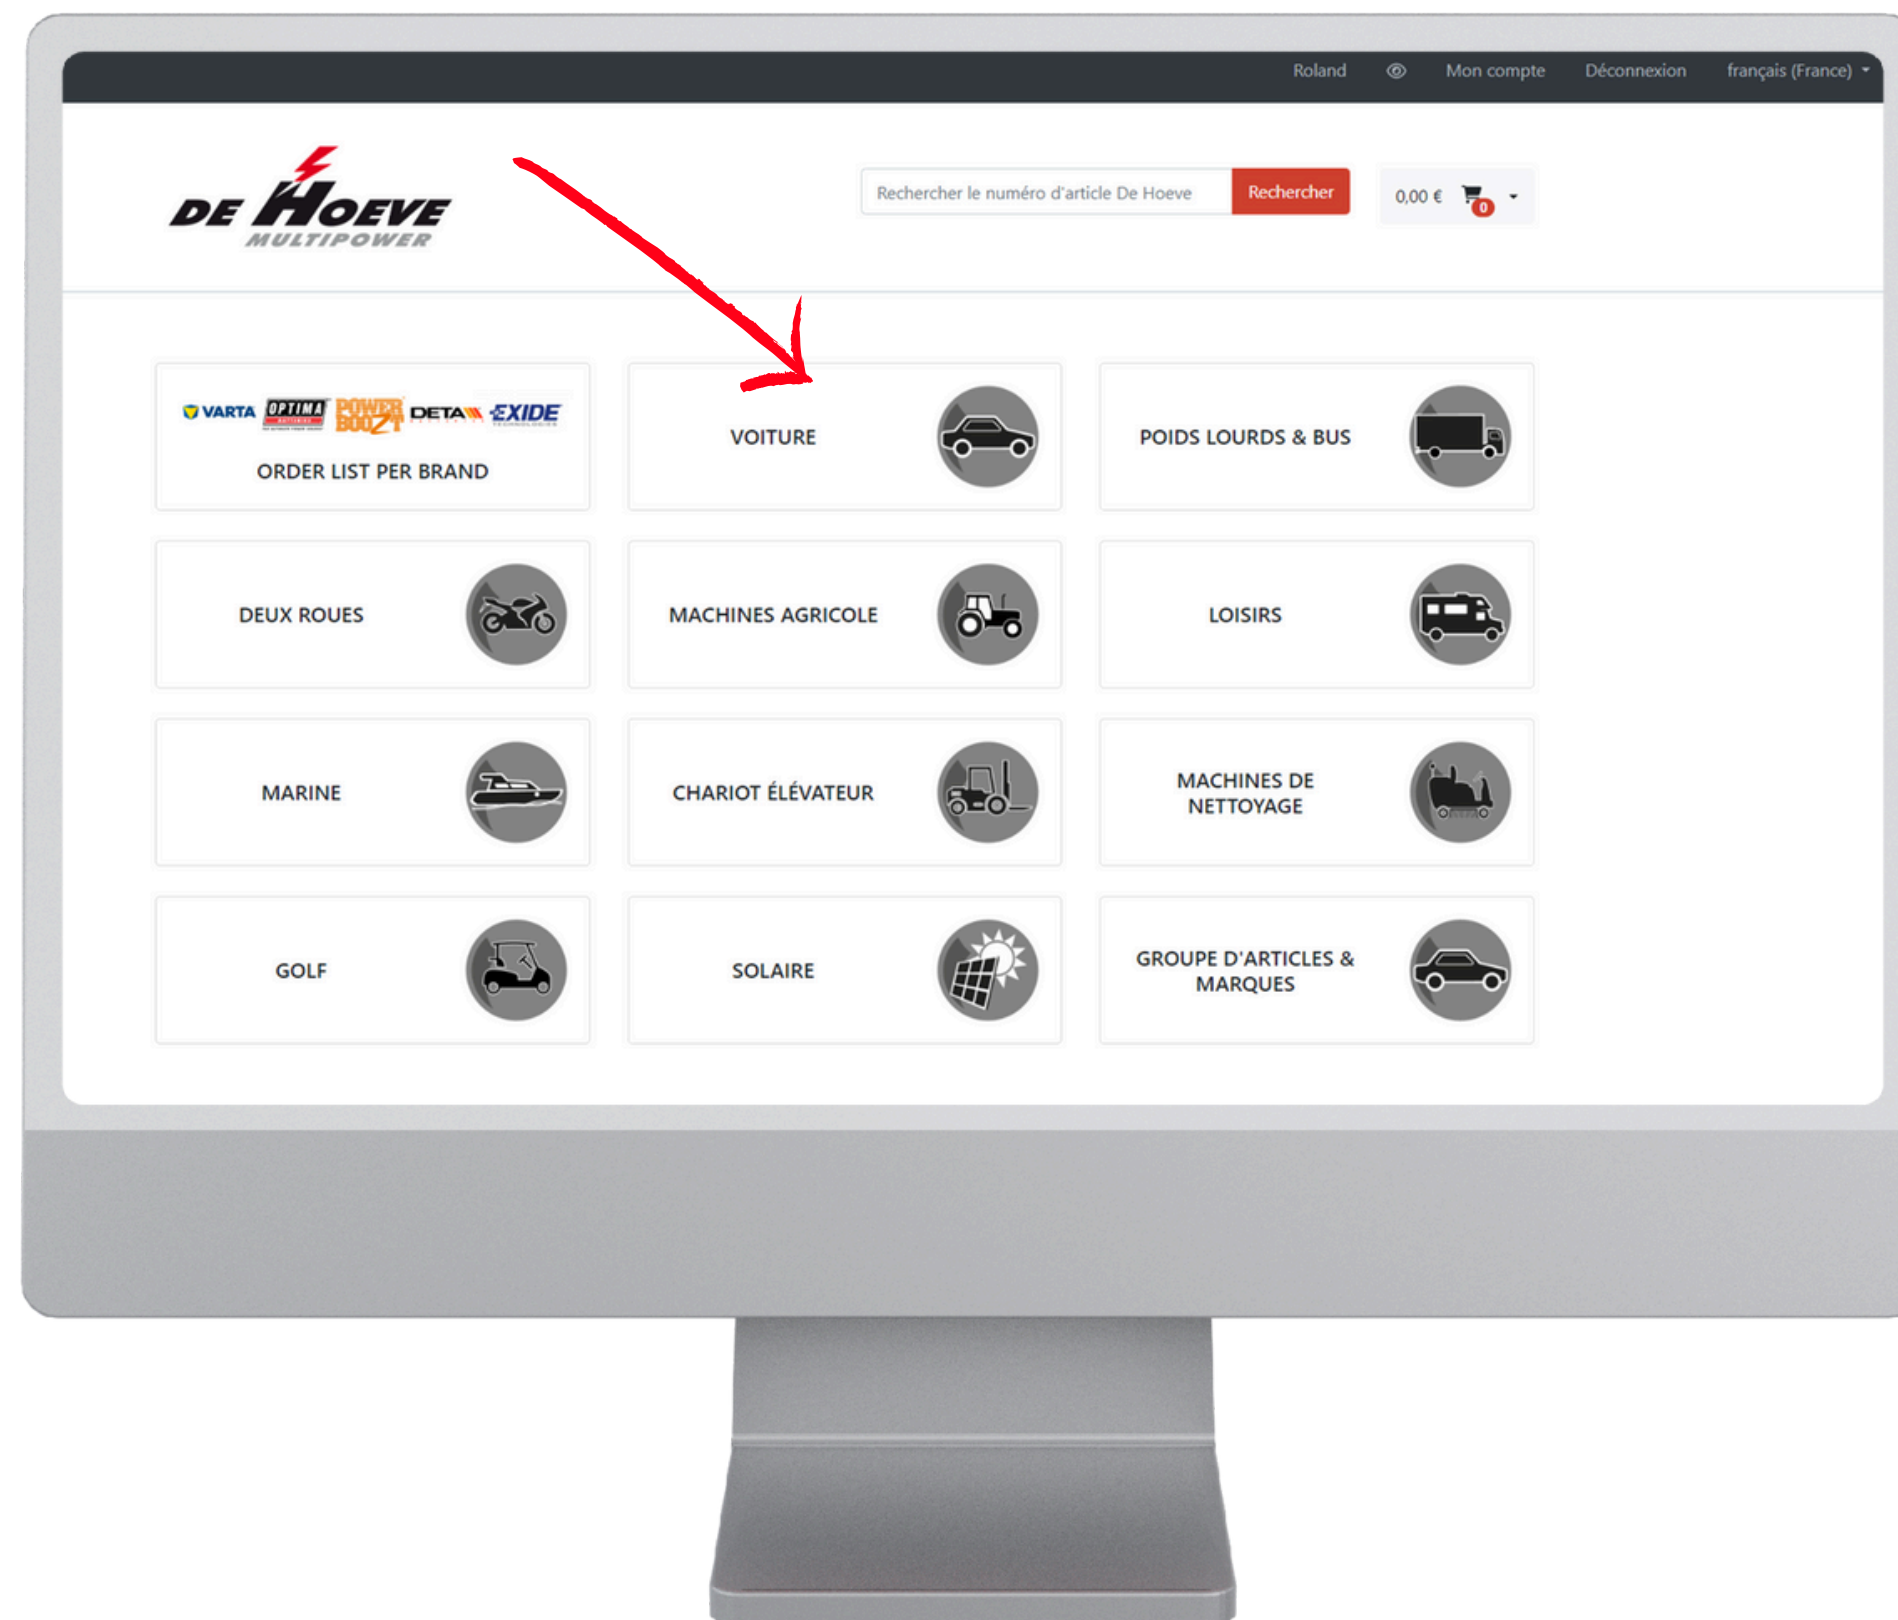 Roland Mon compte Déconnexion français (France)
DE HOEVE
MULTIPOWER
Rechercher le numéro d'article De Hoeve Rechercher 0,00 € 0
VARTA OPTIMA POWER BOOZT DETA EXIDE
TECHNOLOGIES
ORDER LIST PER BRAND
VOITURE
POIDS LOURDS & BUS
DEUX ROUES
MACHINES AGRICOLE
LOISIRS
MARINE
CHARIOT ÉLÉVATEUR
MACHINES DE
NETTOYAGE
GOLF
SOLAIRE
GROUPE D'ARTICLES &
MARQUES